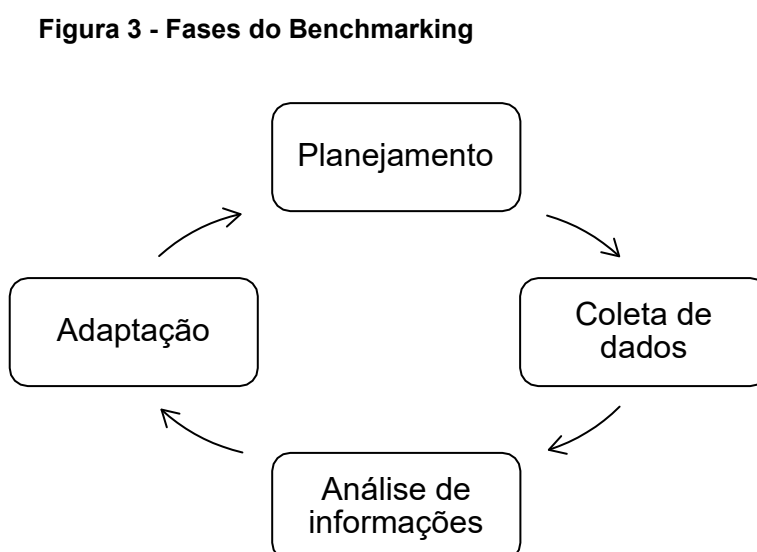 Figura 3 - Fases do Benchmarking
Planejamento
Coleta de
dados
Análise de
informações
Adaptação